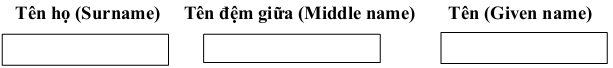 Tên họ (Surname) Tên đệm giữa (Middle name) Tên (Given name)